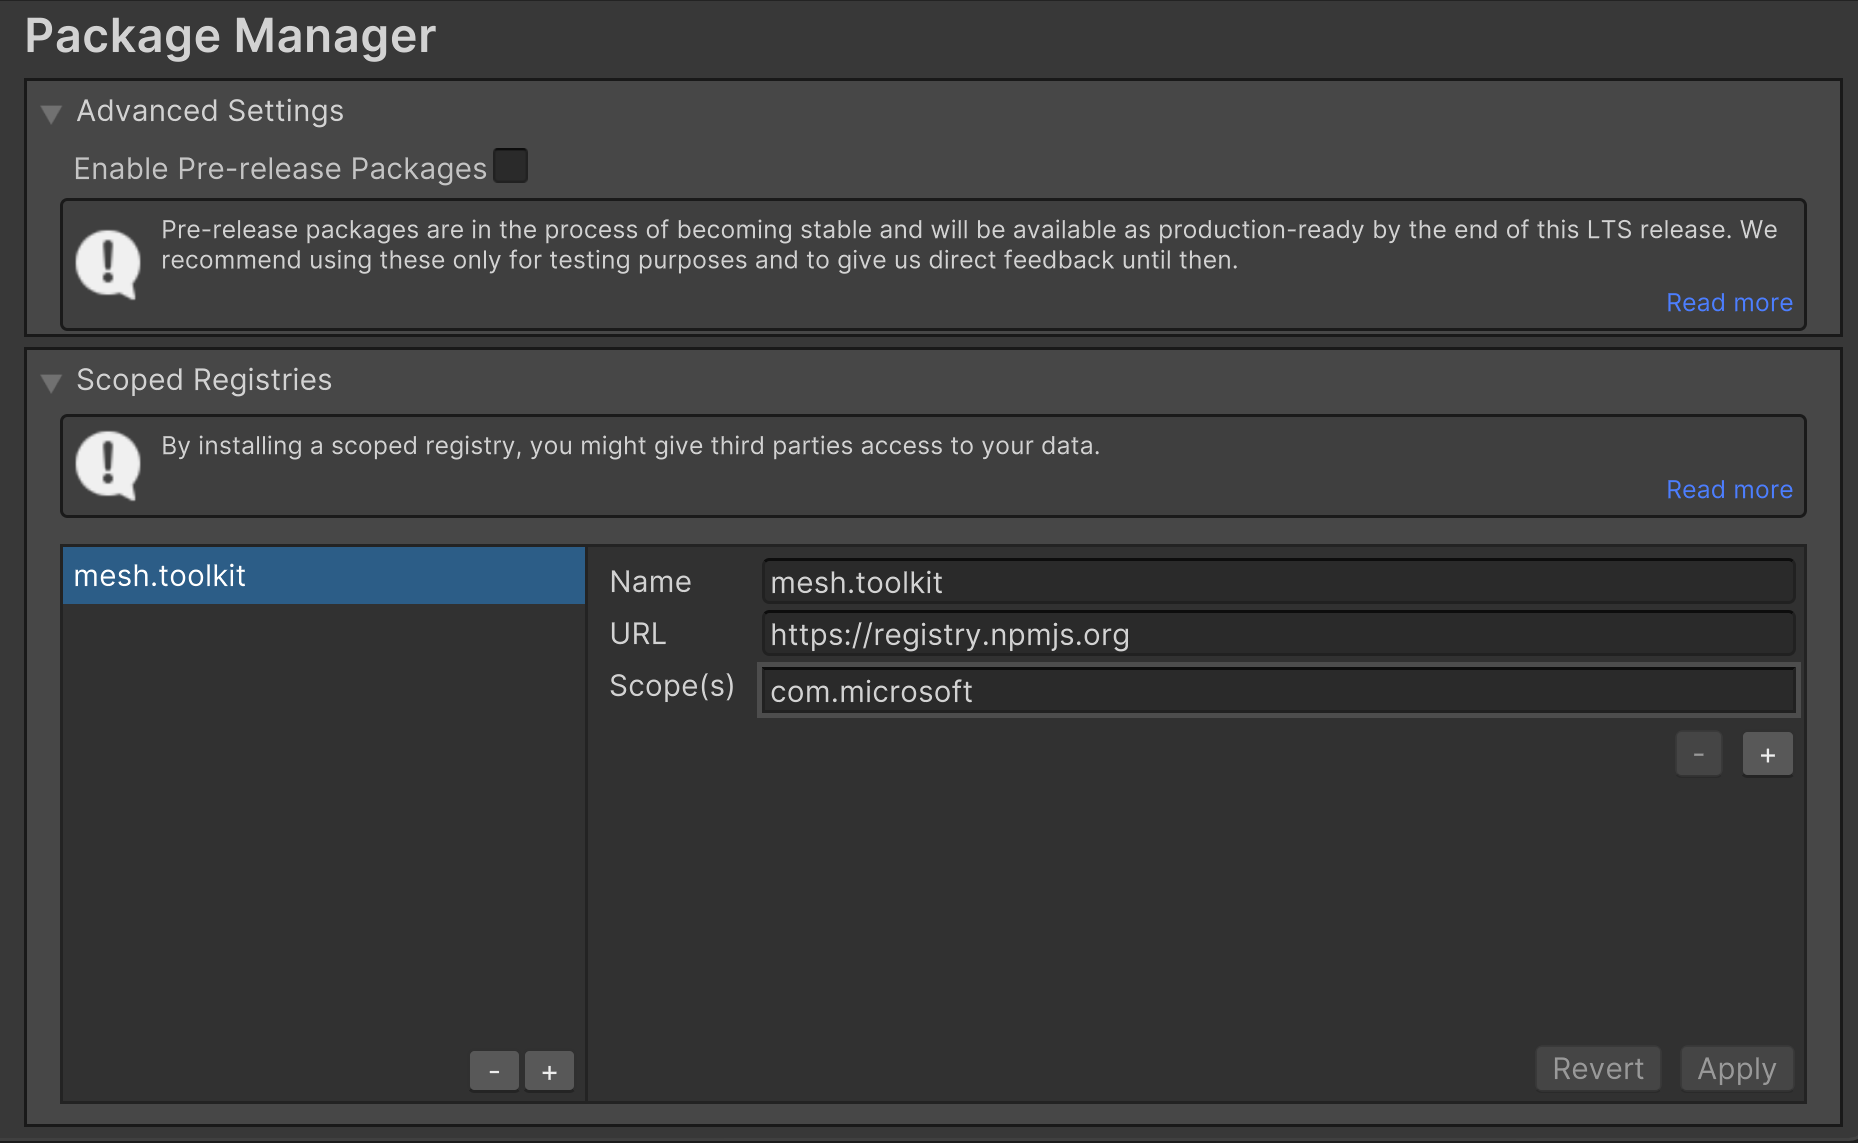 Package Manager
Advanced Settings
Enable Pre-release Packages
Pre-release packages are in the process of becoming stable and will be available as production-ready by the end of this LTS release. We
recommend using these only for testing purposes and to give us direct feedback until then.
Read more
Scoped Registries
By installing a scoped registry, you might give third parties access to your data.
Read more
mesh.toolkit
Name mesh.toolkit
URL https://registry.npmjs.org
Scope(s) com.microsoft
- +
- +
Revert Apply